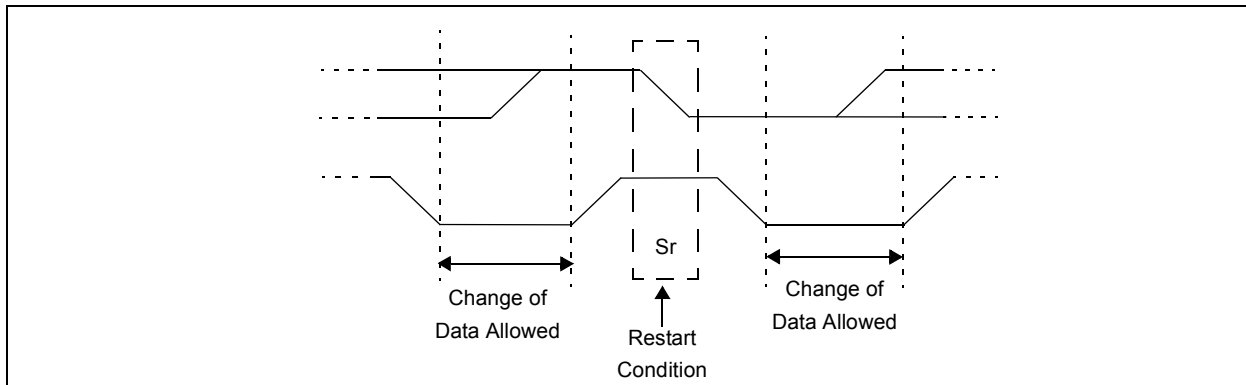 Sr
Change of
Data Allowed
Restart
Condition
Change of
Data Allowed